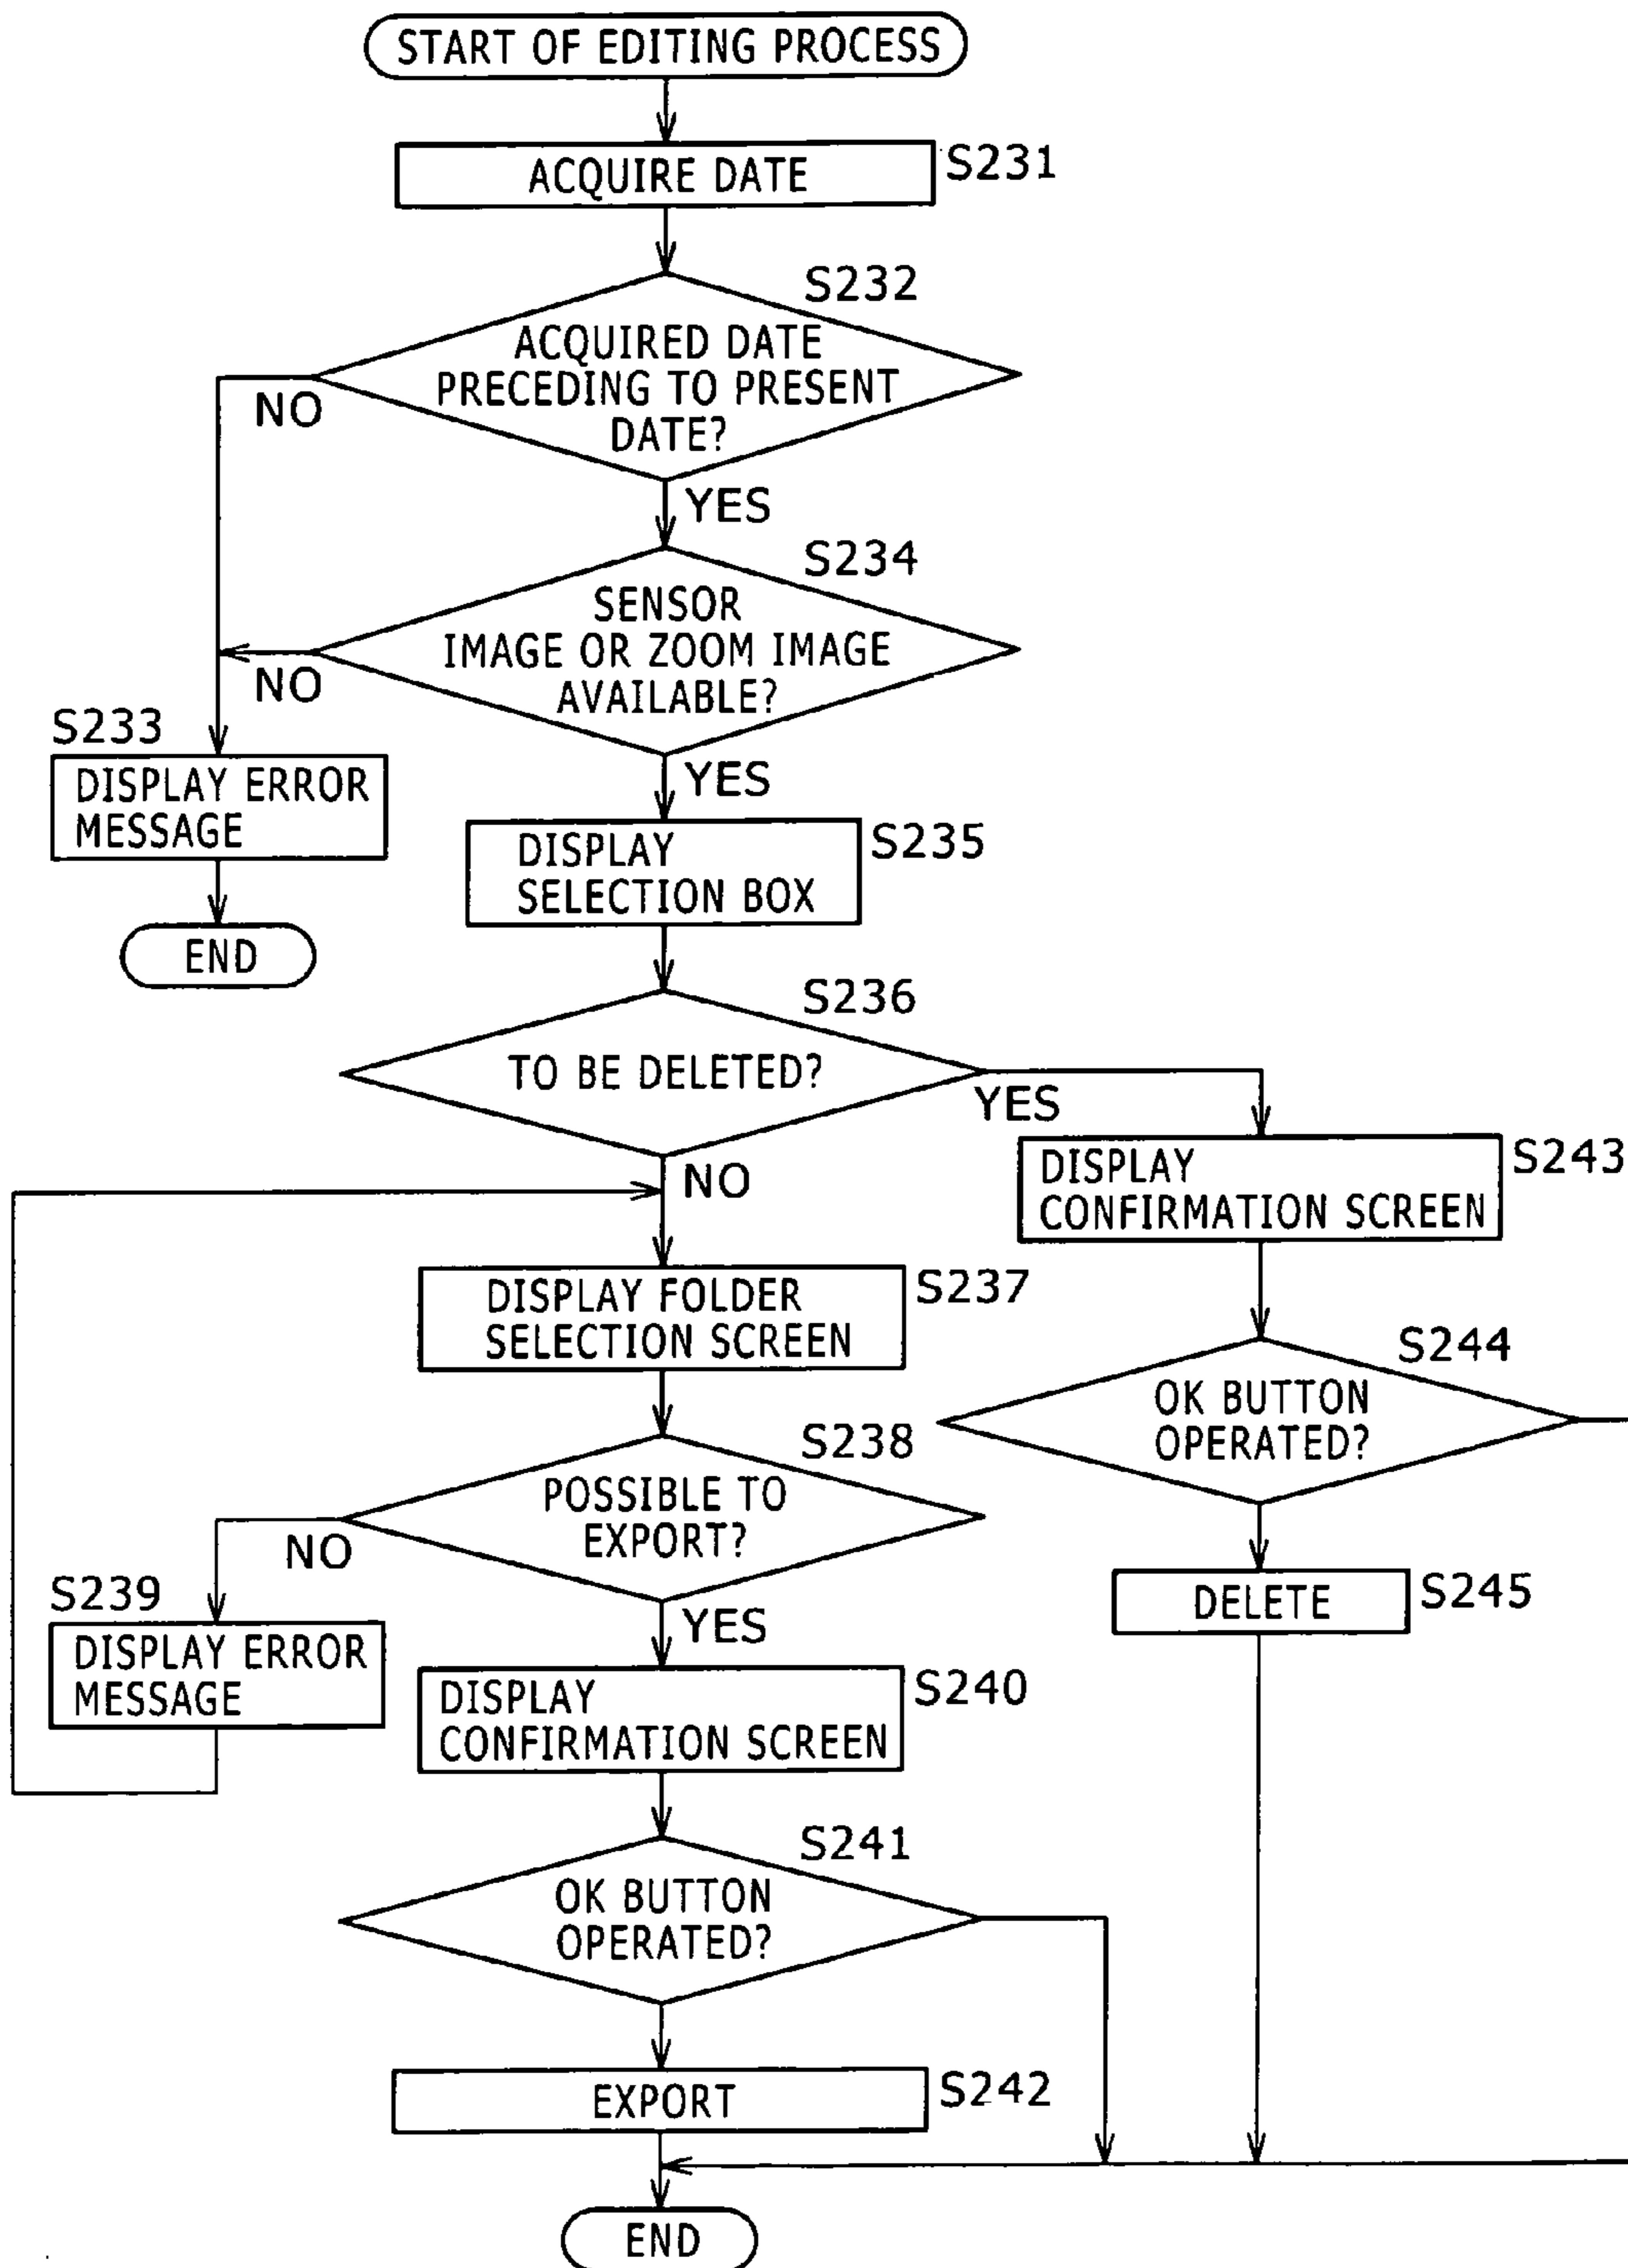 START OF EDITING PROCESS
ACQUIRE DATE
S231
S232
ACQUIRED DATE
PRECEDING TO PRESENT
DATE?
NO
YES
S234
SENSOR
IMAGE OR ZOOM IMAGE
AVAILABLE?
NO
S233
YES
DISPLAY ERROR
MESSAGE
DISPLAY
SELECTION BOX
S235
END
S236
TO BE DELETED?
YES
NO
DISPLAY
CONFIRMATION SCREEN
S243
DISPLAY FOLDER
SELECTION SCREEN
S237
S244
OK BUTTON
OPERATED?
S238
POSSIBLE TO
EXPORT?
NO
S239
DELETE
S245
YES
DISPLAY ERROR
MESSAGE
DISPLAY
CONFIRMATION SCREEN
S240
S241
OK BUTTON
OPERATED?
EXPORT
S242
END